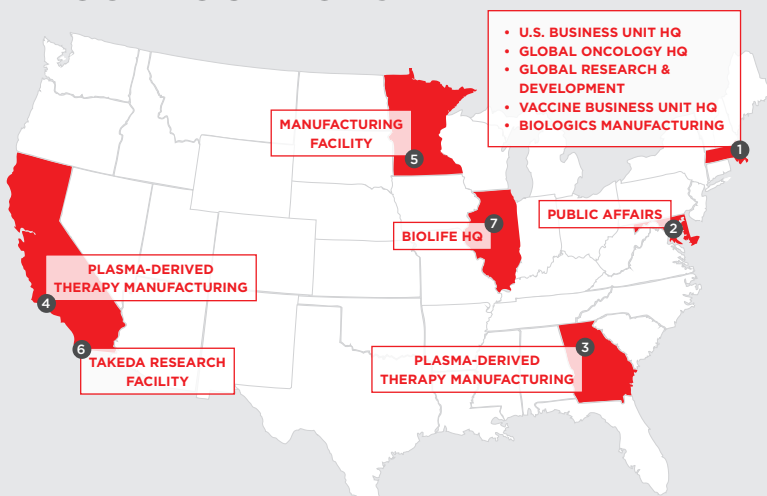 • U.S. BUSINESS UNIT HQ
• GLOBAL ONCOLOGY HQ
• GLOBAL RESEARCH &
DEVELOPMENT
• VACCINE BUSINESS UNIT HQ
• BIOLOGICS MANUFACTURING
1
MANUFACTURING
FACILITY
5
PUBLIC AFFAIRS
2
7
BIOLIFE HQ
PLASMA-DERIVED
THERAPY MANUFACTURING
4
6
TAKEDA RESEARCH
FACILITY
3
PLASMA-DERIVED
THERAPY MANUFACTURING